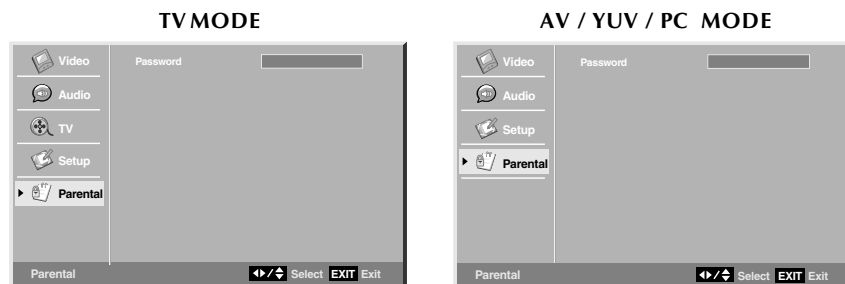 TV MODE
Video
Password
Audio
TV
Setup
Parental
Parental
Select EXIT Exit
AV / YUV / PC MODE
Video
Password
Audio
Setup
Parental
Parental
Select EXIT Exit